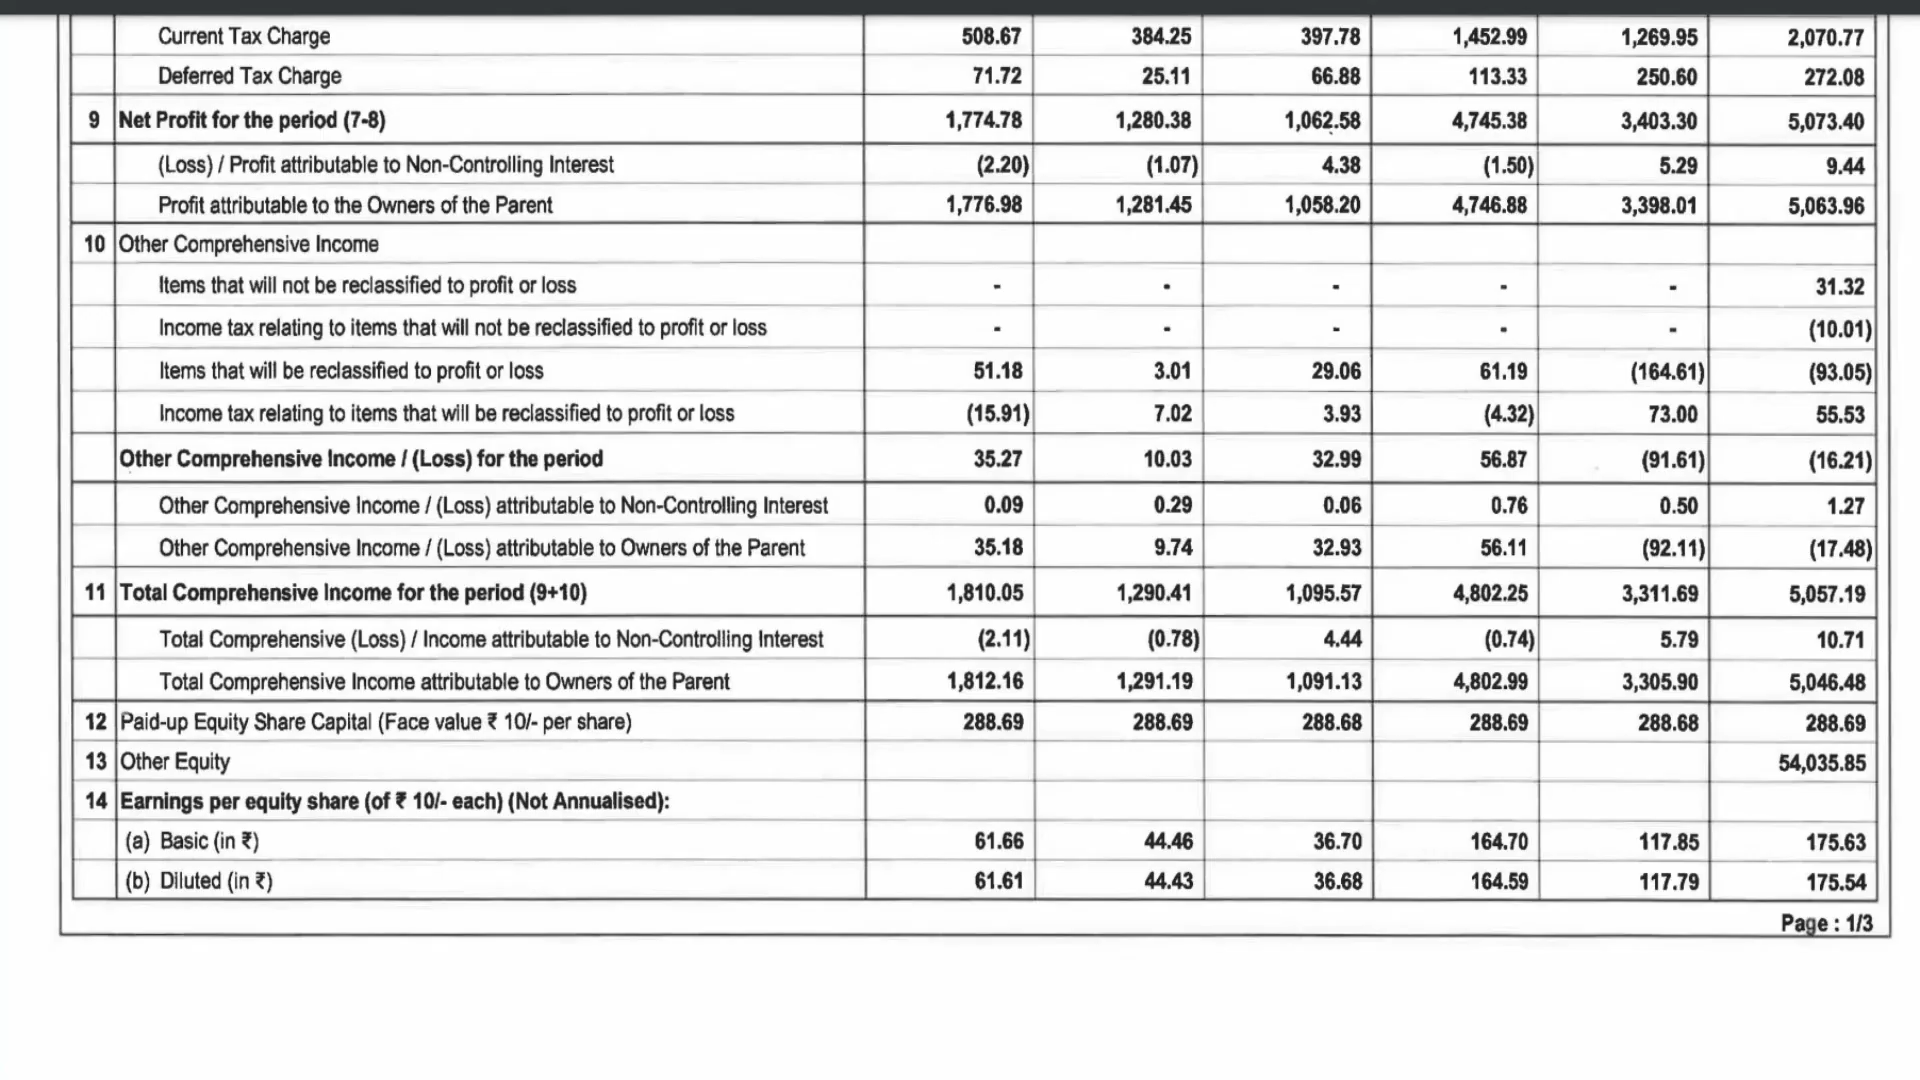 Current Tax Charge 508.67 384.25 397.78 1,452.99 1,269.95 2,070.77
Deferred Tax Charge 71.72 25.11 66.88 113.33 250.60 272.08
9 Net Profit for the period (7-8) 1,774.78 1,280.38 1,062.58 4,745.38 3,403.30 5,073.40
(Loss) / Profit attributable to Non-Controlling Interest (2.20) (1.07) 4.38 (1.50) 5.29 9.44
Profit attributable to the Owners of the Parent 1,776.98 1,281.45 1,058.20 4,746.88 3,398.01 5,063.96
10 Other Comprehensive Income
Items that will not be reclassified to profit or loss - - - - - 31.32
Income tax relating to items that will not be reclassified to profit or loss - - - - - (10.01)
Items that will be reclassified to profit or loss 51.18 3.01 29.06 61.19 (164.61) (93.05)
Income tax relating to items that will be reclassified to profit or loss (15.91) 7.02 3.93 (4.32) 73.00 55.53
Other Comprehensive Income / (Loss) for the period 35.27 10.03 32.99 56.87 (91.61) (16.21)
Other Comprehensive Income / (Loss) attributable to Non-Controlling Interest 0.09 0.29 0.06 0.76 0.50 1.27
Other Comprehensive Income / (Loss) attributable to Owners of the Parent 35.18 9.74 32.93 56.11 (92.11) (17.48)
11 Total Comprehensive Income for the period (9+10) 1,810.05 1,290.41 1,095.57 4,802.25 3,311.69 5,057.19
Total Comprehensive (Loss) / Income attributable to Non-Controlling Interest (2.11) (0.78) 4.44 (0.74) 5.79 10.71
Total Comprehensive Income attributable to Owners of the Parent 1,812.16 1,291.19 1,091.13 4,802.99 3,305.90 5,046.48
12 Paid-up Equity Share Capital (Face value ₹ 10/- per share) 288.69 288.69 288.68 288.69 288.68 288.69
13 Other Equity 54,035.85
14 Earnings per equity share (of ₹ 10/- each) (Not Annualised):
(a) Basic (in ₹) 61.66 44.46 36.70 164.70 117.85 175.63
(b) Diluted (in ₹) 61.61 44.43 36.68 164.59 117.79 175.54
Page : 1/3